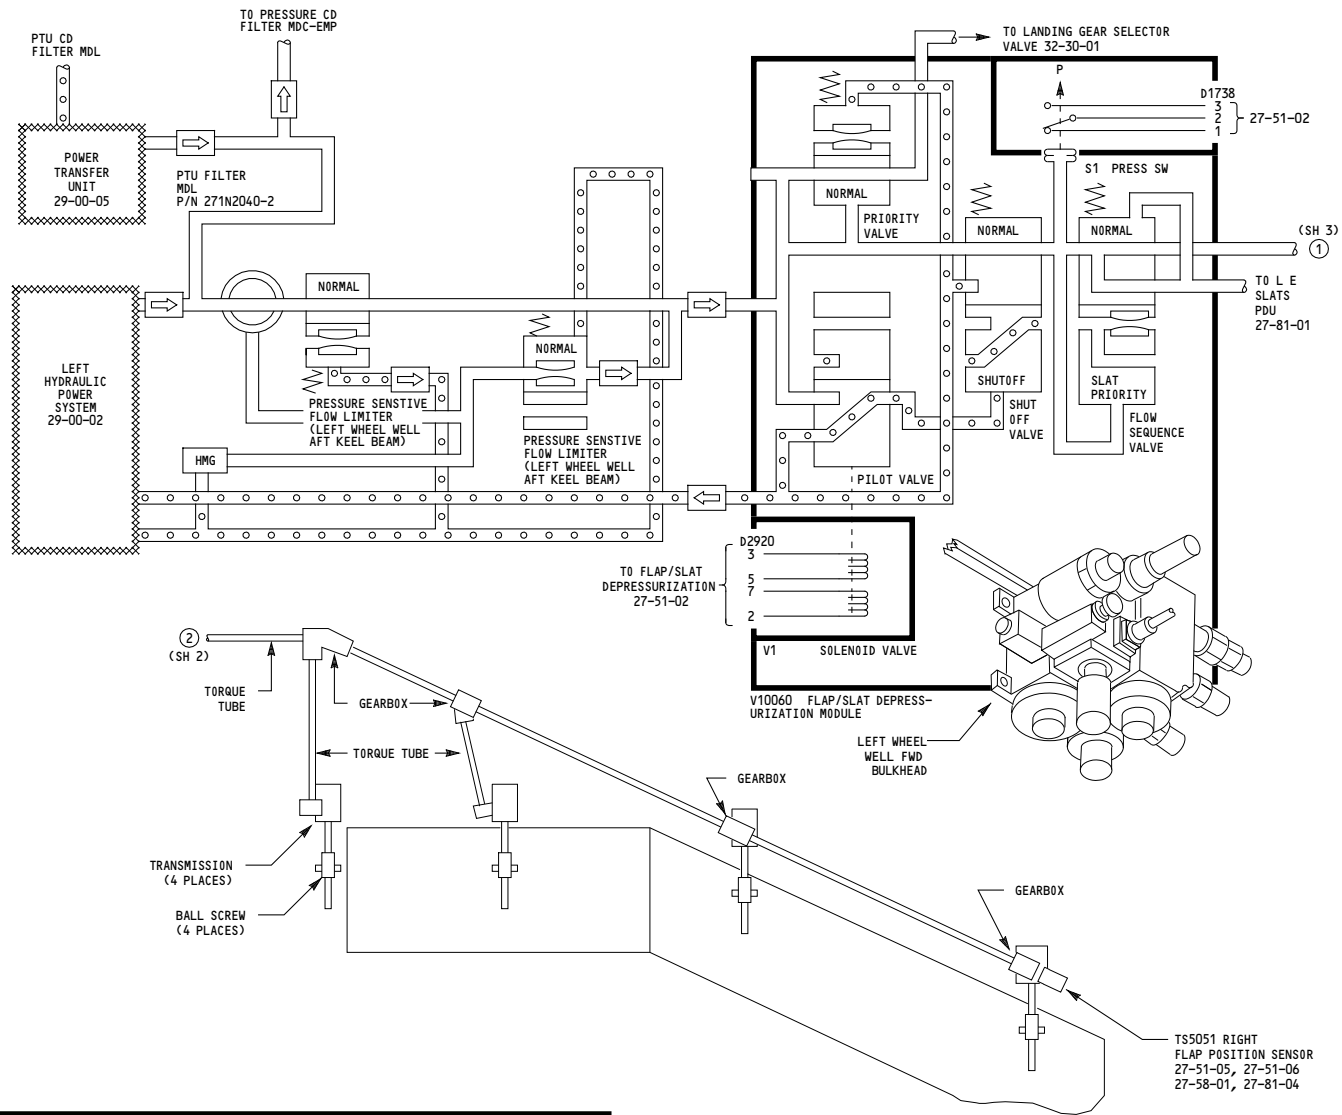 TO PRESSURE CD
FILTER MDC-EMP
PTU CD
FILTER MDL
POWER
TRANSFER
UNIT
29-00-05
PTU FILTER
MDL
P/N 271N2040-2
TO LANDING GEAR SELECTOR
VALVE 32-30-01
P
D1738
3
2
1
27-51-02
S1 PRESS SW
NORMAL
PRIORITY
VALVE
NORMAL
NORMAL
(SH 3)
1
TO L E
SLATS
PDU
27-81-01
LEFT
HYDRAULIC
POWER
SYSTEM
29-00-02
NORMAL
NORMAL
PRESSURE SENSTIVE
FLOW LIMITER
(LEFT WHEEL WELL
AFT KEEL BEAM)
PRESSURE SENSTIVE
FLOW LIMITER
(LEFT WHEEL WELL
AFT KEEL BEAM)
HMG
SHUTOFF
SHUT
OFF
VALVE
SLAT
PRIORITY
FLOW
SEQUENCE
VALVE
PILOT VALVE
D2920
3
5
7
2
TO FLAP/SLAT
DEPRESSURIZATION
27-51-02
V1
SOLENOID VALVE
V10060 FLAP/SLAT DEPRESS-
URIZATION MODULE
LEFT WHEEL
WELL FWD
BULKHEAD
2
(SH 2)
TORQUE
TUBE
GEARBOX
TORQUE TUBE
GEARBOX
TRANSMISSION
(4 PLACES)
BALL SCREW
(4 PLACES)
GEARBOX
TS5051 RIGHT
FLAP POSITION SENSOR
27-51-05, 27-51-06
27-58-01, 27-81-04